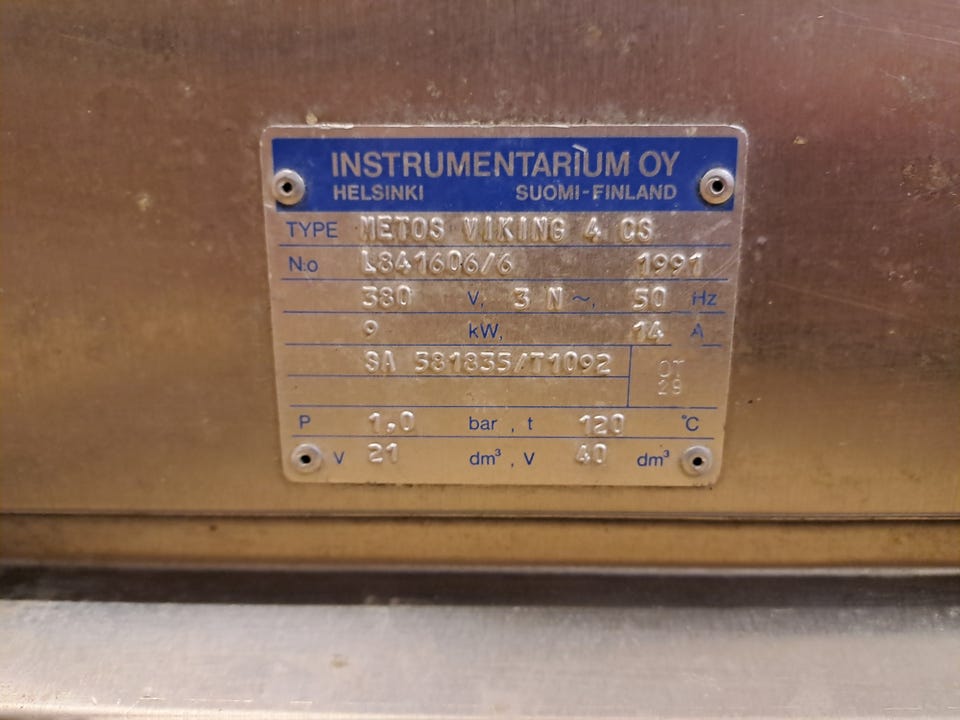 INSTRUMENTARIUM OY
HELSINKI SUOMI-FINLAND
TYPE METOS VIKING 4 CS
N:o L841606/6 1991
380 V, 3 N ~, 50 Hz
9 kW, 14 A
SA 581835/T1092
OT
29
P 1,0 bar, t 120 °C
V 21 dm³, V 40 dm³